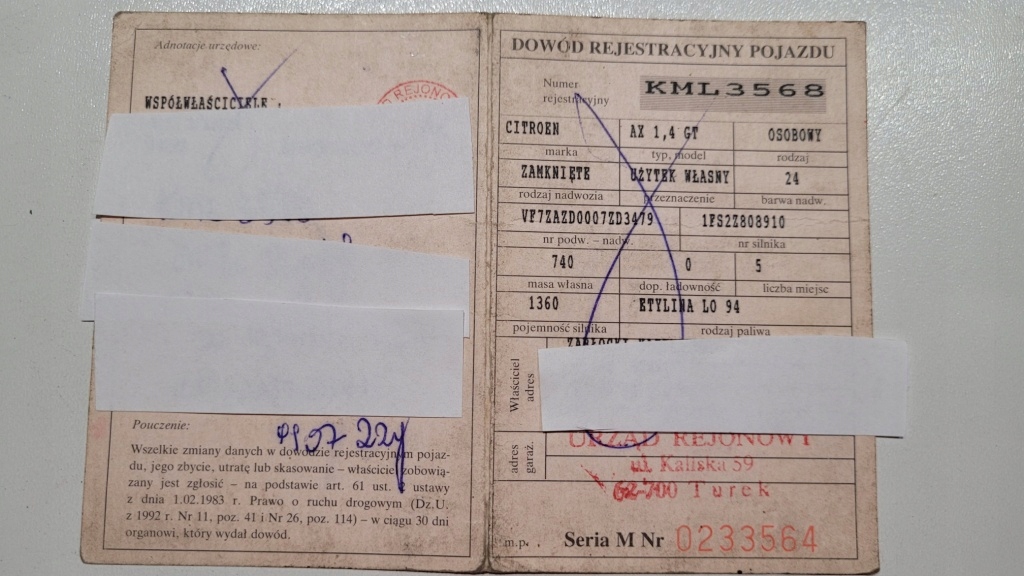 Adnotacje urzędowe:
WSPÓŁWŁAŚCICIELE
D REJONO
Pouczenie:
Wszelkie zmiany danych w dowodzie rejestracyjnym pojaz-
du, jego zbycie, utratę lub skasowanie – właściciel zobowią-
zany jest zgłosić – na podstawie art. 61 ust. ustawy
z dnia 1.02.1983 r. Prawo o ruchu drogowym (Dz.U.
z 1992 r. Nr 11, poz. 41 i Nr 26, poz. 114) – w ciągu 30 dni
organowi, który wydał dowód.
DOWÓD REJESTRACYJNY POJAZDU
Numer
rejestracyjny
KML3568
CITROEN AX 1,4 GT OSOBOWY
marka typ, model rodzaj
ZAMKNIĘTE UŻYTEK WŁASNY 24
rodzaj nadwozia przeznaczenie barwa nadw.
VF7ZAZD0007ZD3479 1FS2Z808910
nr podw. – nadw. nr silnika
740 0 5
masa własna dop. ładowność liczba miejsc
1360 ETYLINA LO 94
pojemność silnika rodzaj paliwa
Właściciel
adres
adres
garaż.
URZĄD REJONOWY
ul. Kaliska 59
62-700 Turek
m.p. Seria M Nr 0233564